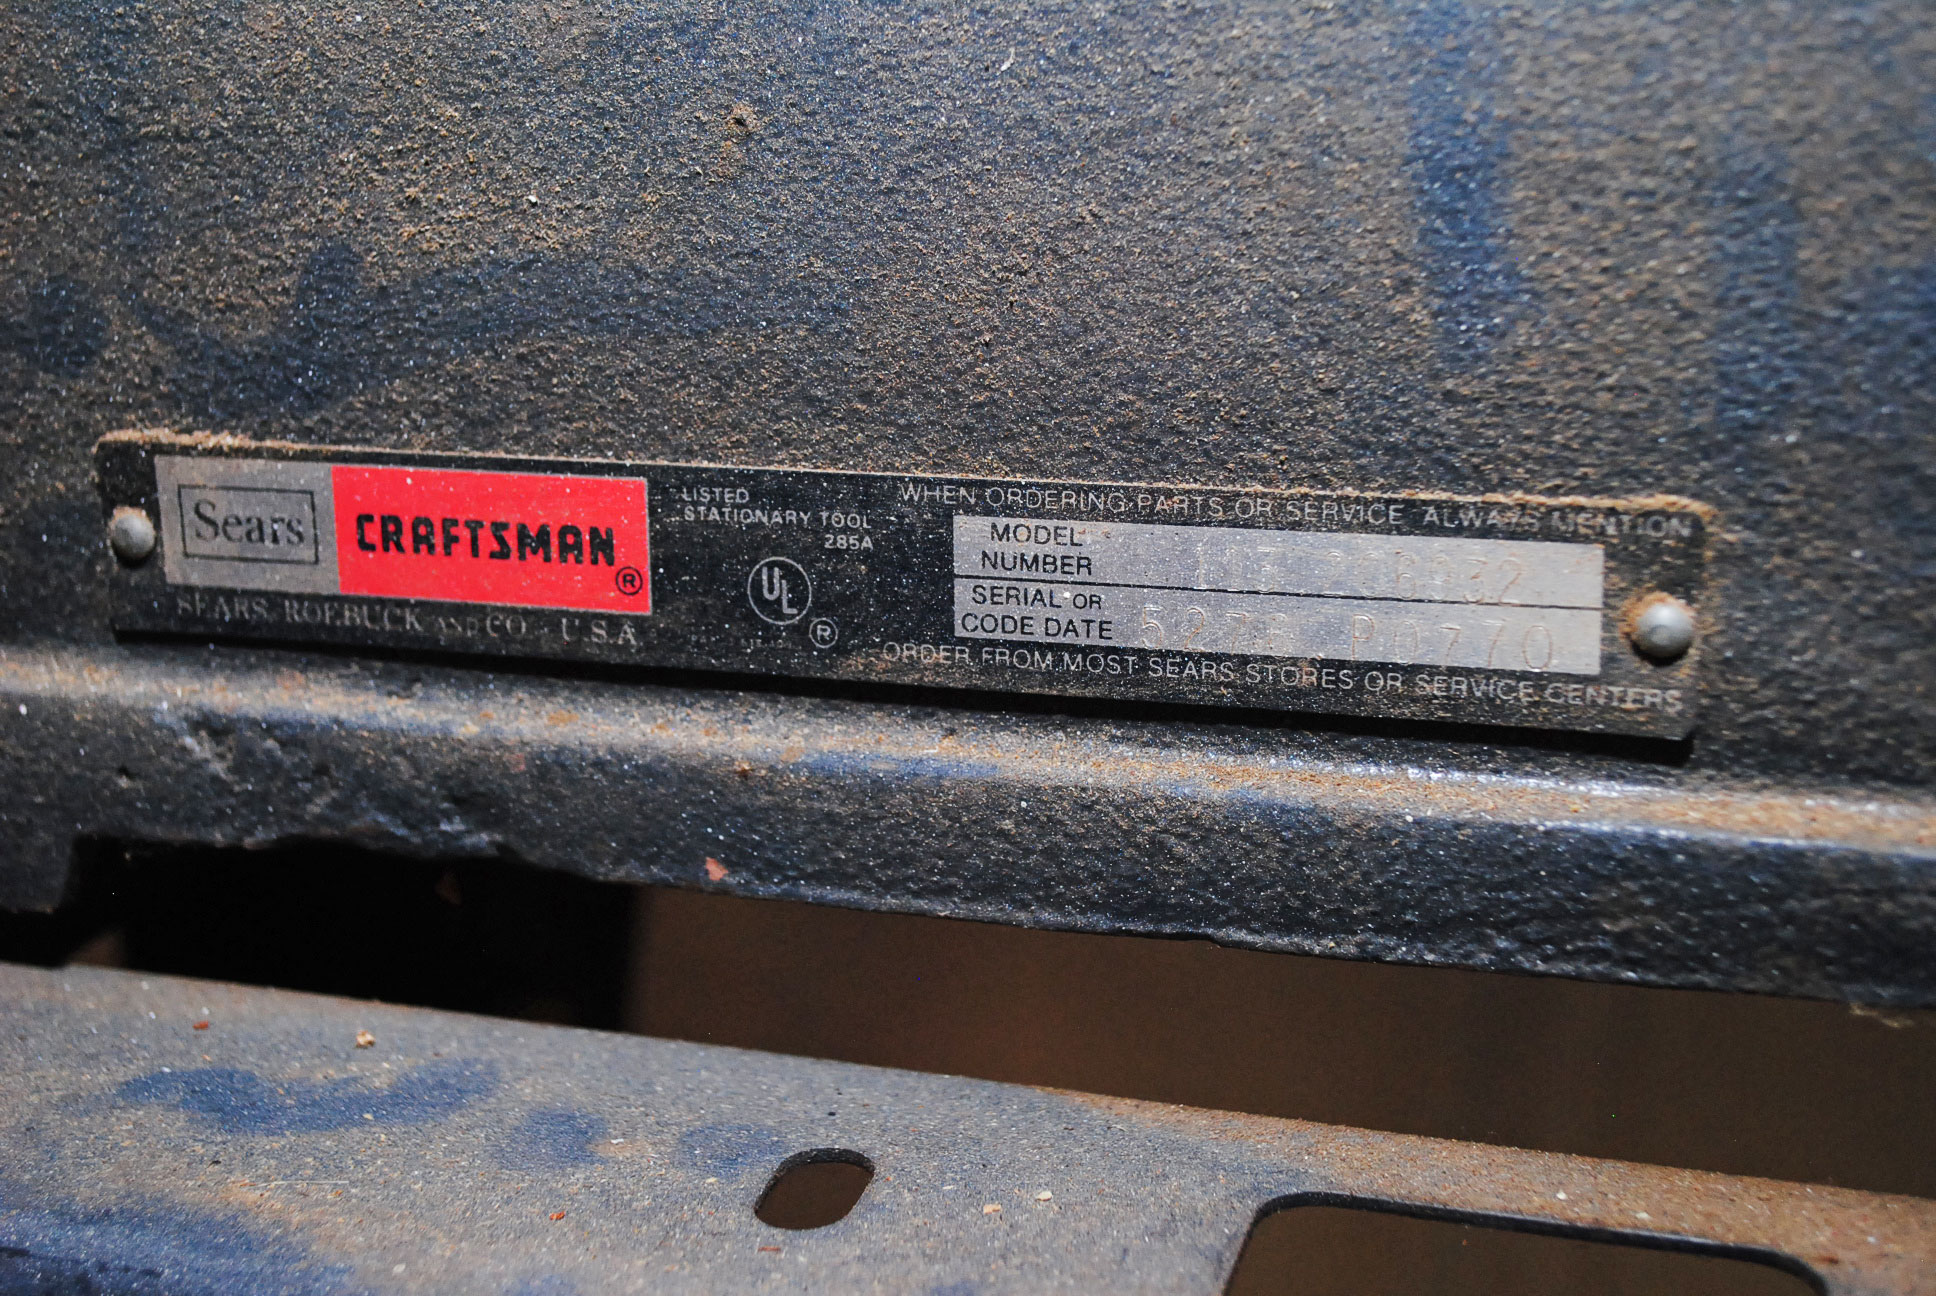 Sears
CRAFTSMAN®
SEARS, ROEBUCK AND CO. U.S.A
LISTED
STATIONARY TOOL
285A
UL
®
WHEN ORDERING PARTS OR SERVICE ALWAYS MENTION
MODEL
NUMBER
SERIAL OR
CODE DATE
P0770
ORDER FROM MOST SEARS STORES OR SERVICE CENTERS